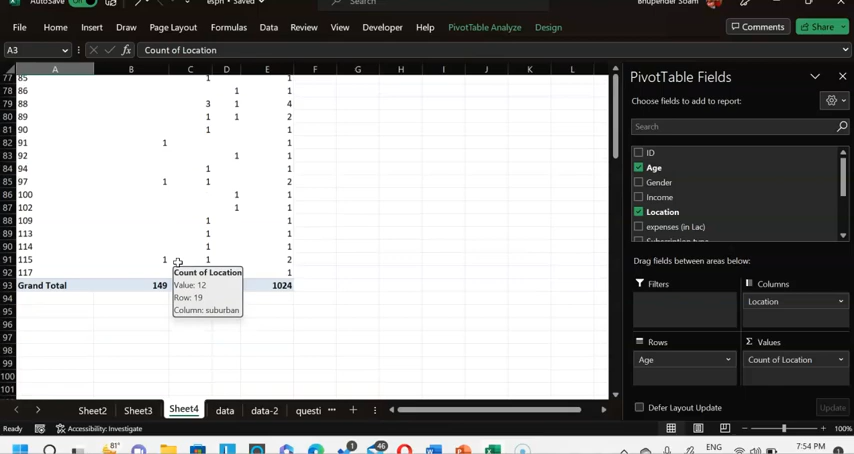 AutoSave On espn • Saved Search Bhupender Soam
File Home Insert Draw Page Layout Formulas Data Review View Developer Help PivotTable Analyze Design Comments Share
A3 fx Count of Location
A B C D E F G H I J K L
77 85 1 1
78 86 1 1
79 88 3 1 4
80 89 1 1 2
81 90 1 1
82 91 1 1
83 92 1 1
84 94 1 1
85 97 1 1 2
86 100 1 1
87 102 1 1
88 109 1 1
89 113 1 1
90 114 1 1
91 115 1 1 2
92 117 1
93 Grand Total 149 1024
94
95
96
97
98
99
100
101
Count of Location
Value: 12
Row: 19
Column: suburban
PivotTable Fields
Choose fields to add to report:
Search
ID
Age
Gender
Income
Location
expenses (in Lac)
Subscription type
Drag fields between areas below:
Filters Columns
Location
Rows Σ Values
Age Count of Location
Defer Layout Update Update
Sheet2 Sheet3 Sheet4 data data-2 questi ... +
Ready Accessibility: Investigate 100%
81° 1 46 ENG 7:54 PM